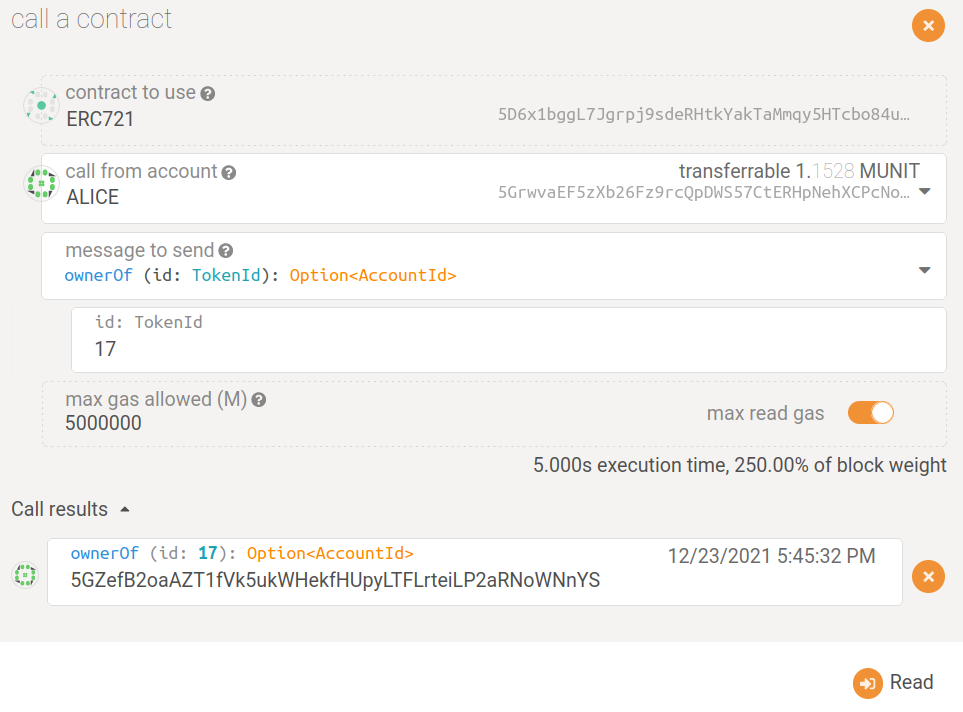 call a contract
contract to use
ERC721
5D6x1bggL7Jgrpj9sdeRHtkYakTaMmqy5HTcbo84u…
call from account
transferrable 1.1528 MUNIT
ALICE
5GrwvaEF5zXb26Fz9rcQpDWS57CtERHpNehXCPcNo…
message to send
ownerOf (id: TokenId): Option<AccountId>
id: TokenId
17
max gas allowed (M)
5000000
max read gas
5.000s execution time, 250.00% of block weight
Call results
ownerOf (id: 17): Option<AccountId>
12/23/2021 5:45:32 PM
5GZefB2oaAZT1fVk5ukWHekfHUpyLTFLrteiLP2aRNoWNnYS
Read